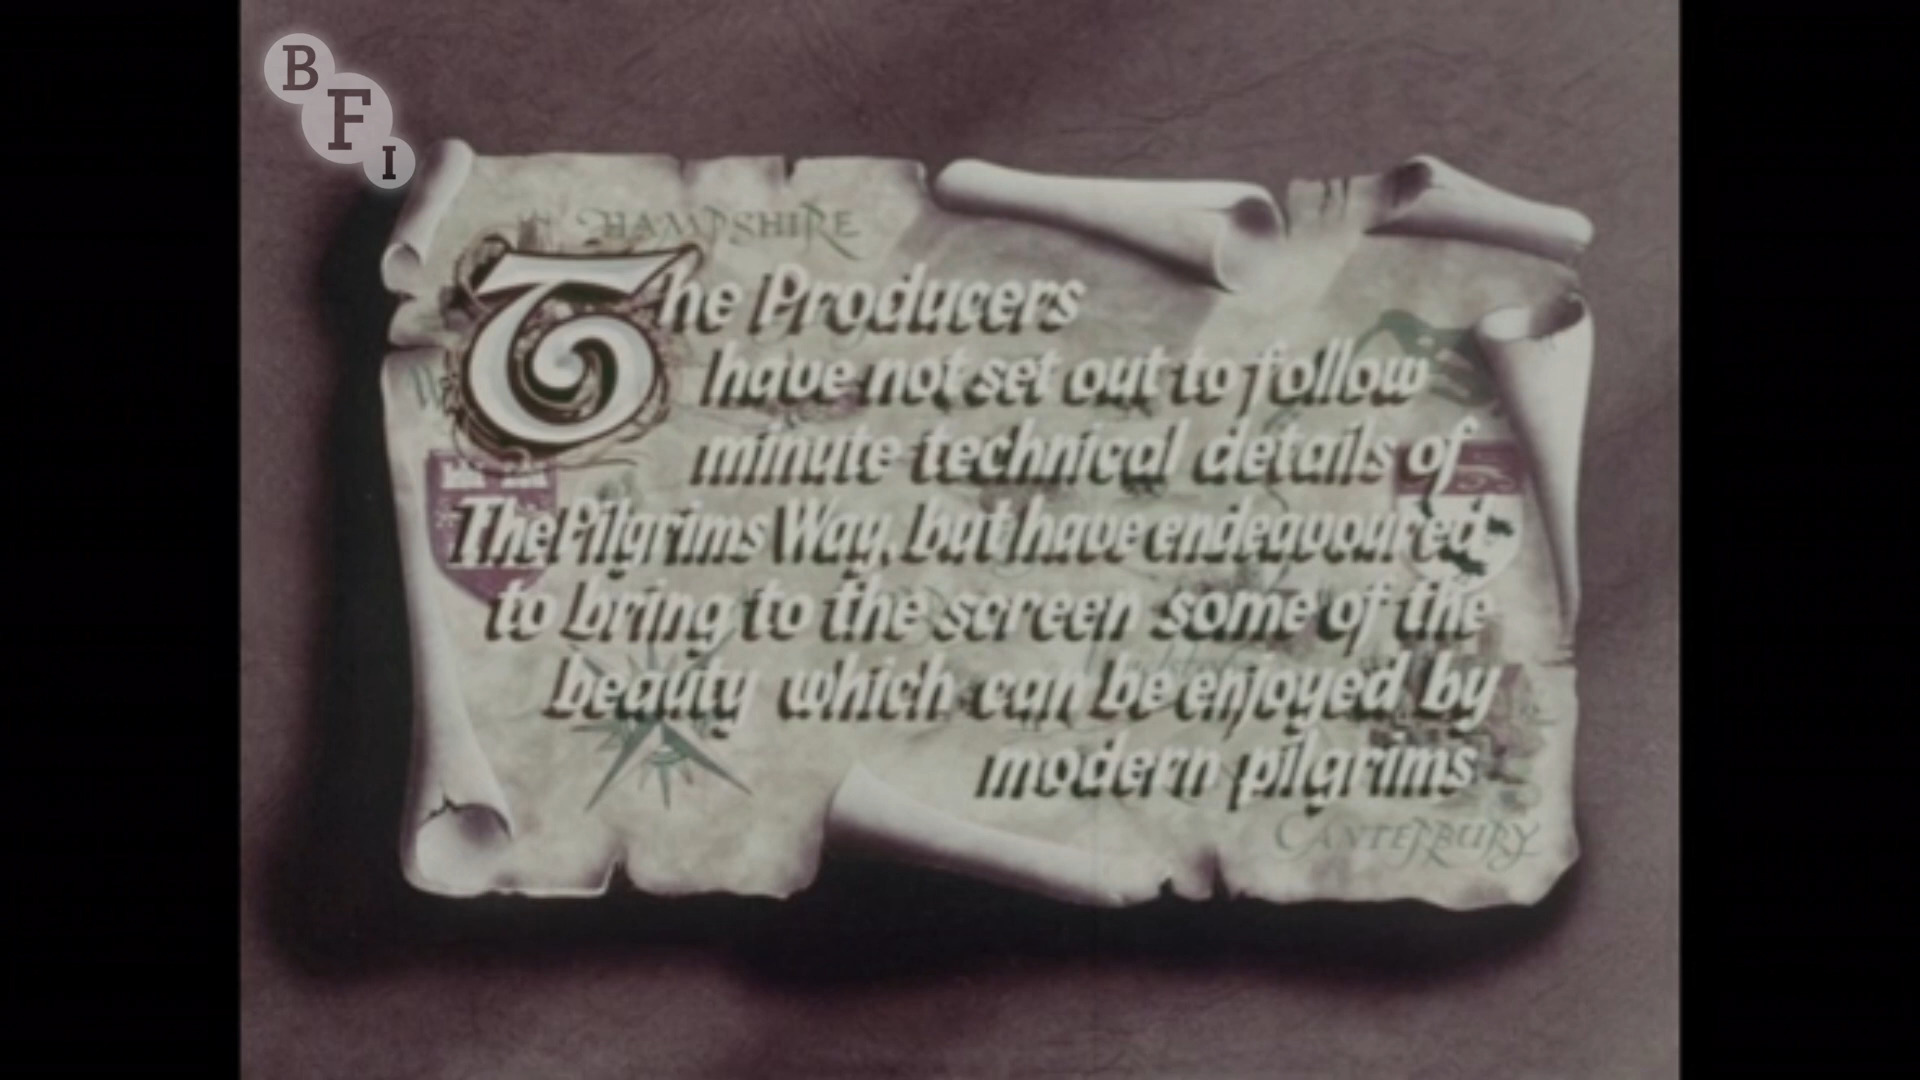 BFI
HAMPSHIRE
The Producers
have not set out to follow
minute technical details of
The Pilgrims Way, but have endeavoured
to bring to the screen some of the
beauty which can be enjoyed by
modern pilgrims
CANTERBURY